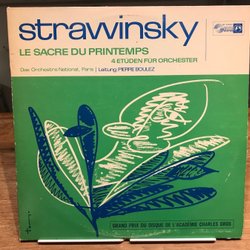 strawinsky
LE SACRE DU PRINTEMPS
4 ETÜDEN FÜR ORCHESTER
Das Orchestre National, Paris | Leitung PIERRE BOULEZ
GRAND PRIX DU DISQUE DE L'ACADÉMIE CHARLES CROS